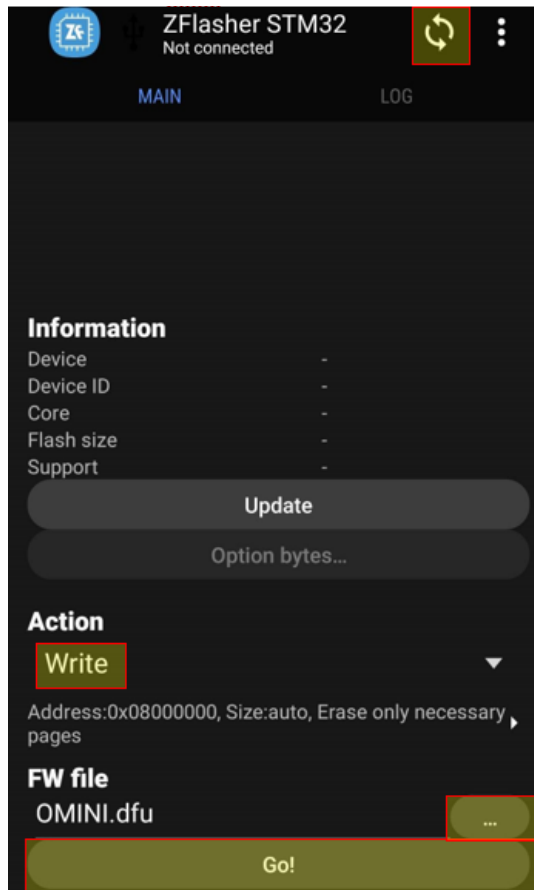 ZFlasher STM32
Not connected
MAIN
LOG
Information
Device -
Device ID -
Core -
Flash size -
Support -
Update
Option bytes...
Action
Write
Address:0x08000000, Size:auto, Erase only necessary
pages
FW file
OMINI.dfu
...
Go!